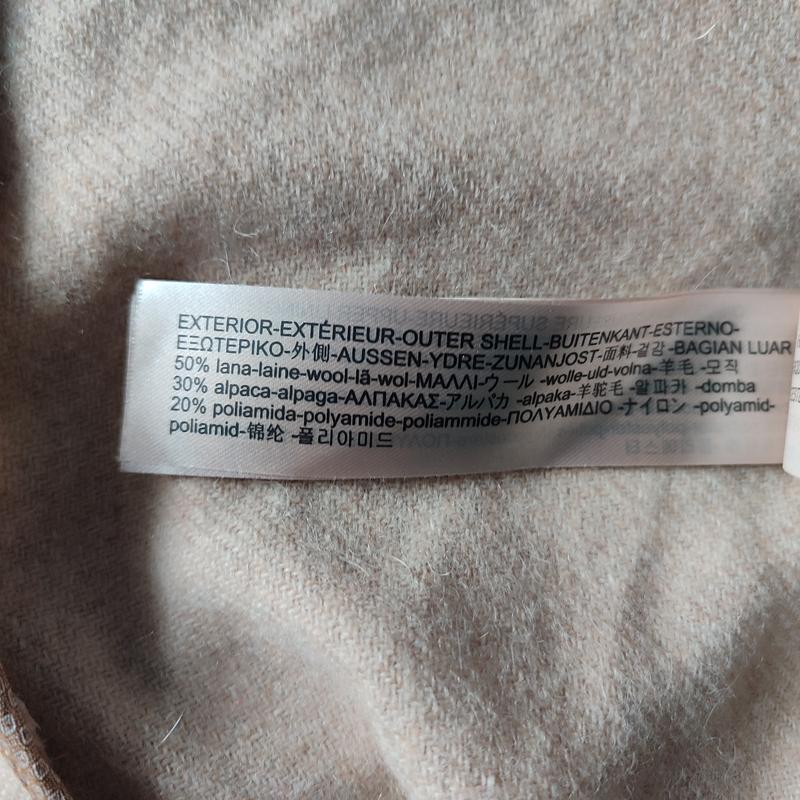 EXTERIOR-EXTÉRIEUR-OUTER SHELL-BUITENKANT-ESTERNO-
ΕΞΩΤΕΡΙΚΟ-外側-AUSSEN-YDRE-ZUNANJOST-面料-겉감-BAGIAN LUAR
50% lana-laine-wool-lã-wol-ΜΑΛΛΙ-ウール -wolle-uld-volna-羊毛-모직
30% alpaca-alpaga-ΑΛΠΑΚΑΣ-アルパカ -alpaka-羊驼毛-알파카 -domba
20% poliamida-polyamide-poliammide-ΠΟΛΥΑΜΙΔΙΟ -ナイロン -polyamid-
poliamid-锦纶 -폴리아미드